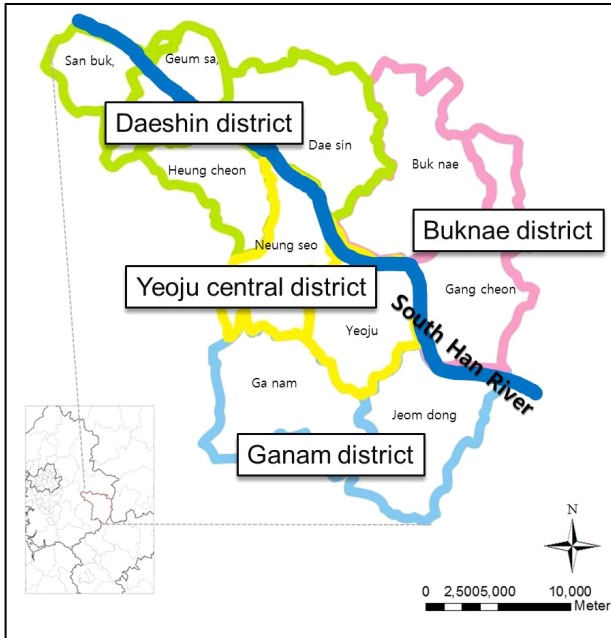 San buk,
Geum sa,
Daeshin district
Dae sin
Buk nae
Heung cheon
Buknae district
Neung seo
Yeoju central district
Gang cheon
South Han River
Yeoju
Ga nam
Jeom dong
Ganam district
N
0 2,5005,000 10,000
Meter